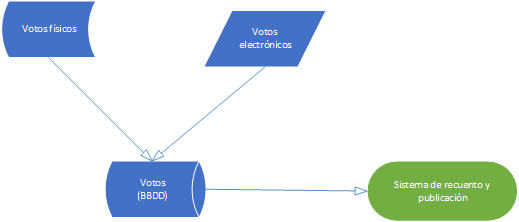 Votos físicos
Votos
electrónicos
Votos
(BBDD)
Sistema de recuento y
publicación